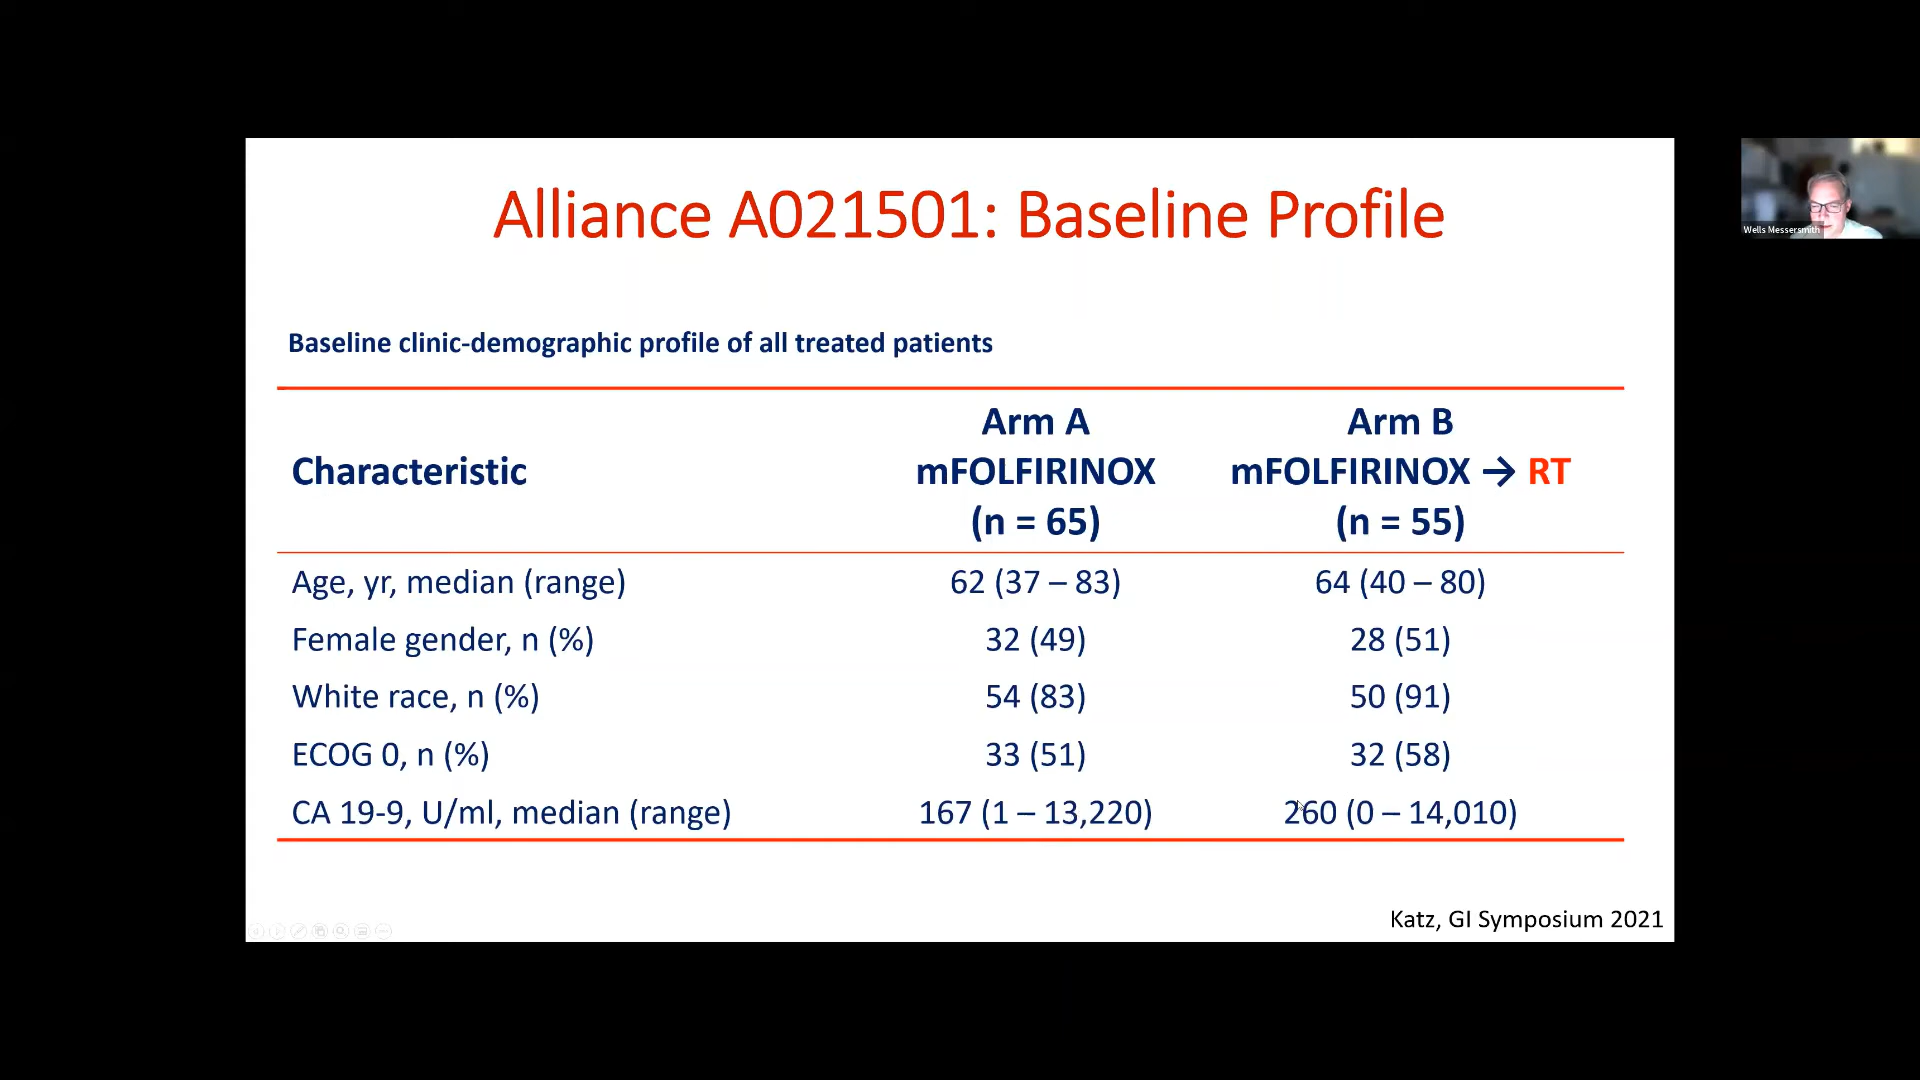 Alliance A021501: Baseline Profile
Wells Messersmith
Baseline clinic-demographic profile of all treated patients
Characteristic
Arm A
mFOLFIRINOX
(n = 65)
Arm B
mFOLFIRINOX → RT
(n = 55)
Age, yr, median (range) 62 (37 – 83) 64 (40 – 80)
Female gender, n (%) 32 (49) 28 (51)
White race, n (%) 54 (83) 50 (91)
ECOG 0, n (%) 33 (51) 32 (58)
CA 19-9, U/ml, median (range) 167 (1 – 13,220) 260 (0 – 14,010)
Katz, GI Symposium 2021